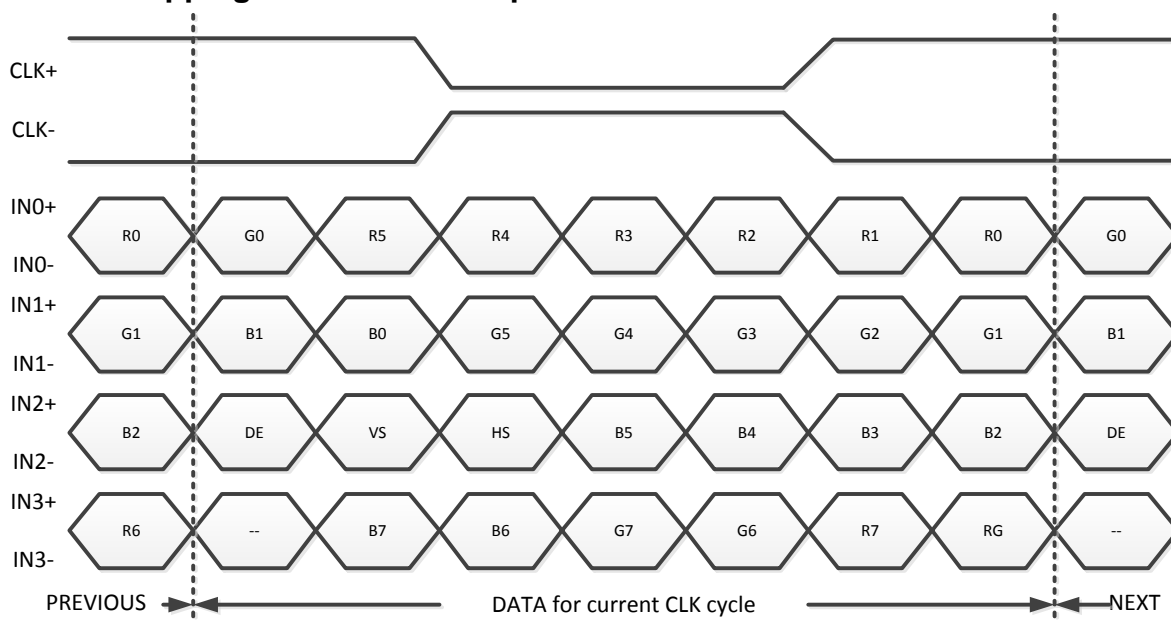 CLK+
CLK-
IN0+
R0 G0 R5 R4 R3 R2 R1 R0 G0
IN0-
IN1+
G1 B1 B0 G5 G4 G3 G2 G1 B1
IN1-
IN2+
B2 DE VS HS B5 B4 B3 B2 DE
IN2-
IN3+
R6 -- B7 B6 G7 G6 R7 RG --
IN3-
PREVIOUS DATA for current CLK cycle NEXT